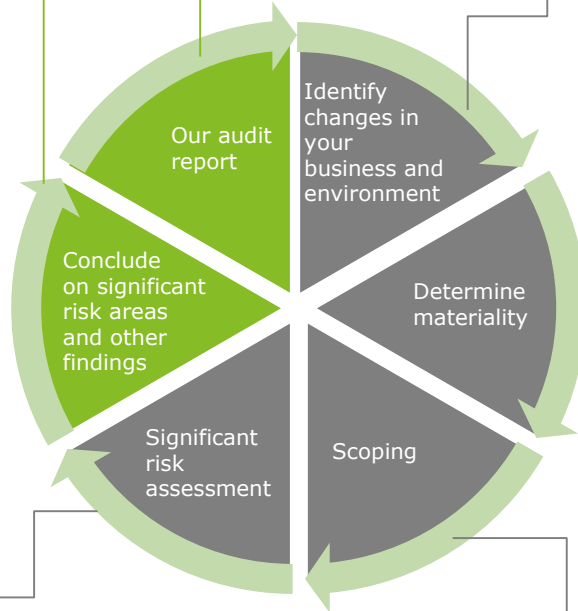 Identify
changes in
your
business and
environment
Determine
materiality
Scoping
Significant
risk
assessment
Conclude
on significant
risk areas
and other
findings
Our audit
report